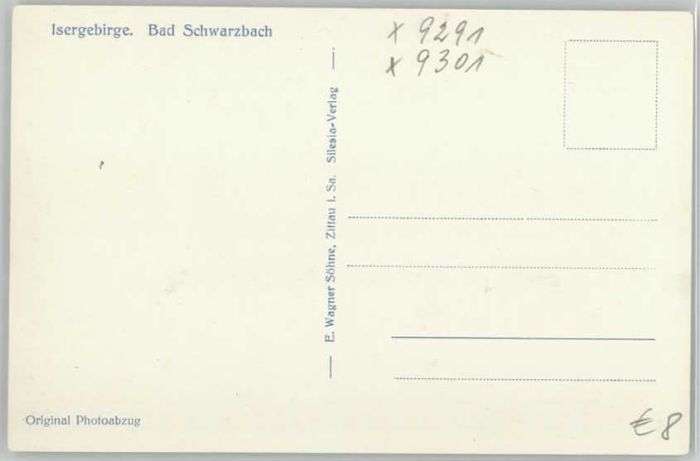 Isergebirge. Bad Schwarzbach
x 9291
x 9301
E. Wagner Söhne, Zittau i. Sa. Silesia-Verlag
Original Photoabzug
€ 8